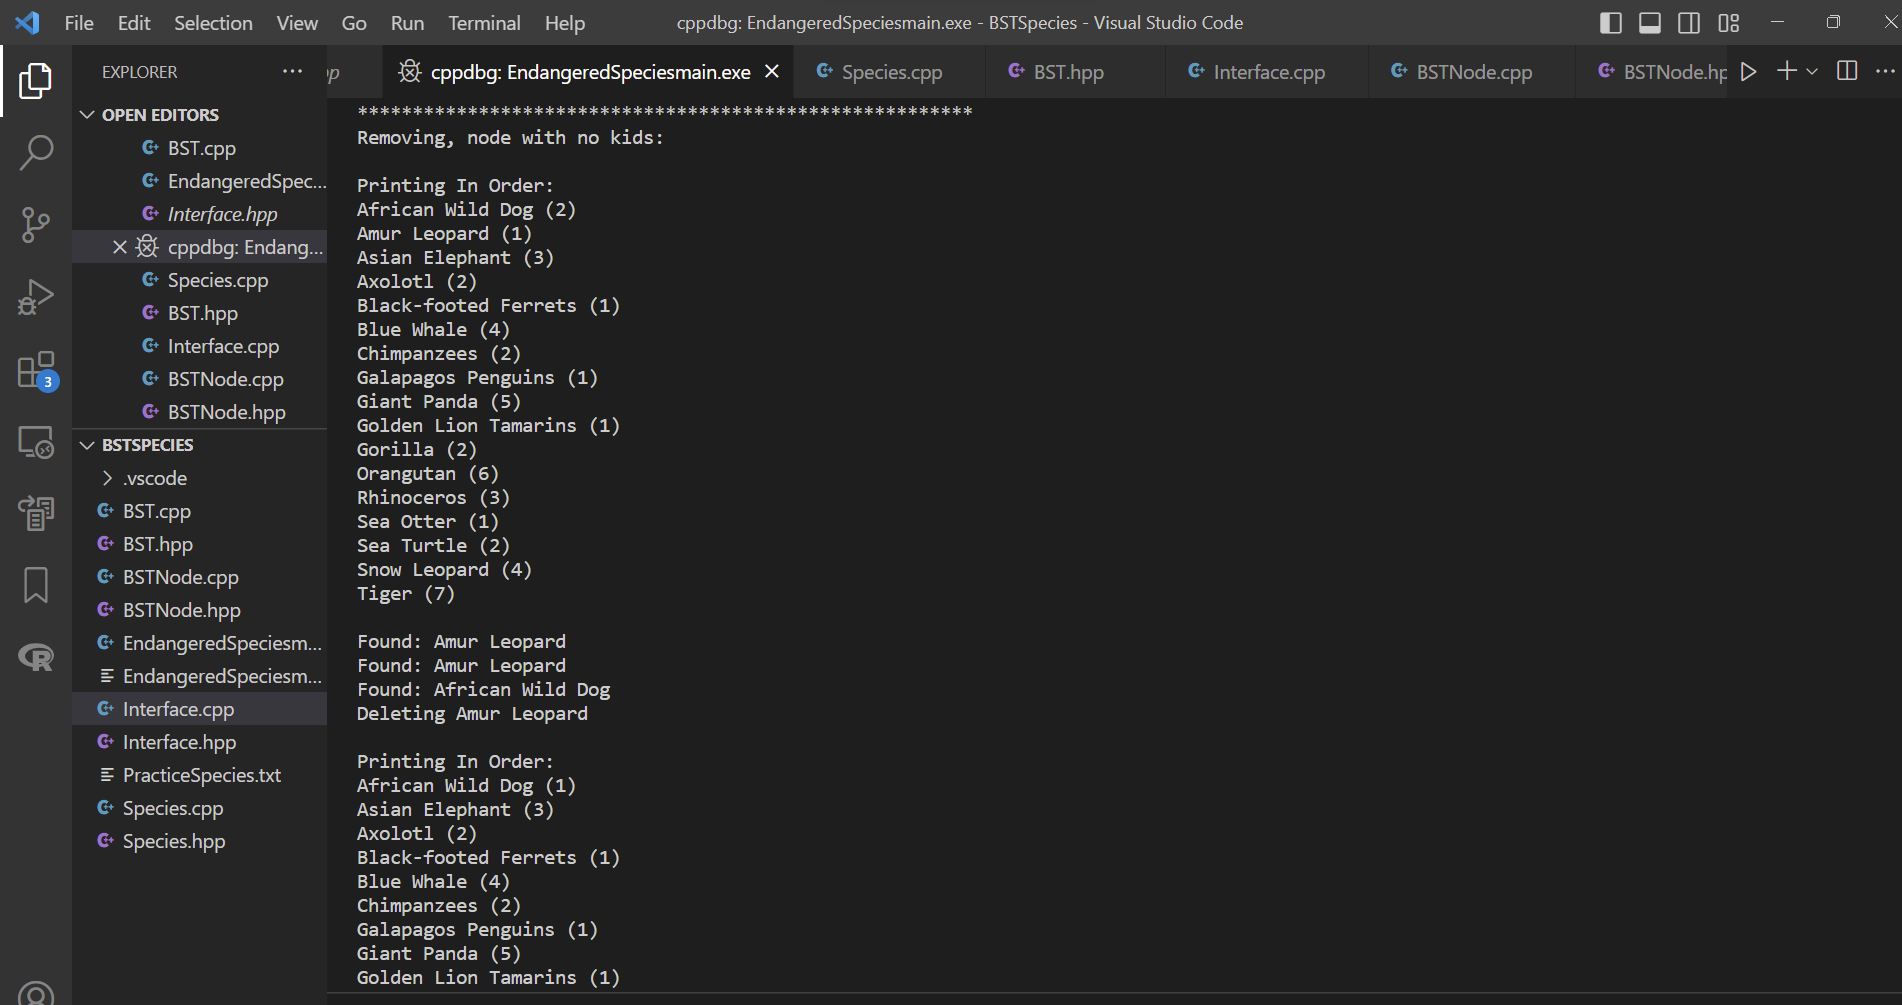 File Edit Selection View Go Run Terminal Help cppdbg: EndangeredSpeciesmain.exe - BSTSpecies - Visual Studio Code
EXPLORER ··· cppdbg: EndangeredSpeciesmain.exe Species.cpp BST.hpp Interface.cpp BSTNode.cpp BSTNode.hp
OPEN EDITORS
BST.cpp
EndangeredSpec...
Interface.hpp
cppdbg: Endang...
Species.cpp
BST.hpp
Interface.cpp
BSTNode.cpp
BSTNode.hpp
3
BSTSPECIES
.vscode
BST.cpp
BST.hpp
BSTNode.cpp
BSTNode.hpp
EndangeredSpeciesm...
EndangeredSpeciesm...
Interface.cpp
Interface.hpp
PracticeSpecies.txt
Species.cpp
Species.hpp
R
********************************************************
Removing, node with no kids:
Printing In Order:
African Wild Dog (2)
Amur Leopard (1)
Asian Elephant (3)
Axolotl (2)
Black-footed Ferrets (1)
Blue Whale (4)
Chimpanzees (2)
Galapagos Penguins (1)
Giant Panda (5)
Golden Lion Tamarins (1)
Gorilla (2)
Orangutan (6)
Rhinoceros (3)
Sea Otter (1)
Sea Turtle (2)
Snow Leopard (4)
Tiger (7)
Found: Amur Leopard
Found: Amur Leopard
Found: African Wild Dog
Deleting Amur Leopard
Printing In Order:
African Wild Dog (1)
Asian Elephant (3)
Axolotl (2)
Black-footed Ferrets (1)
Blue Whale (4)
Chimpanzees (2)
Galapagos Penguins (1)
Giant Panda (5)
Golden Lion Tamarins (1)